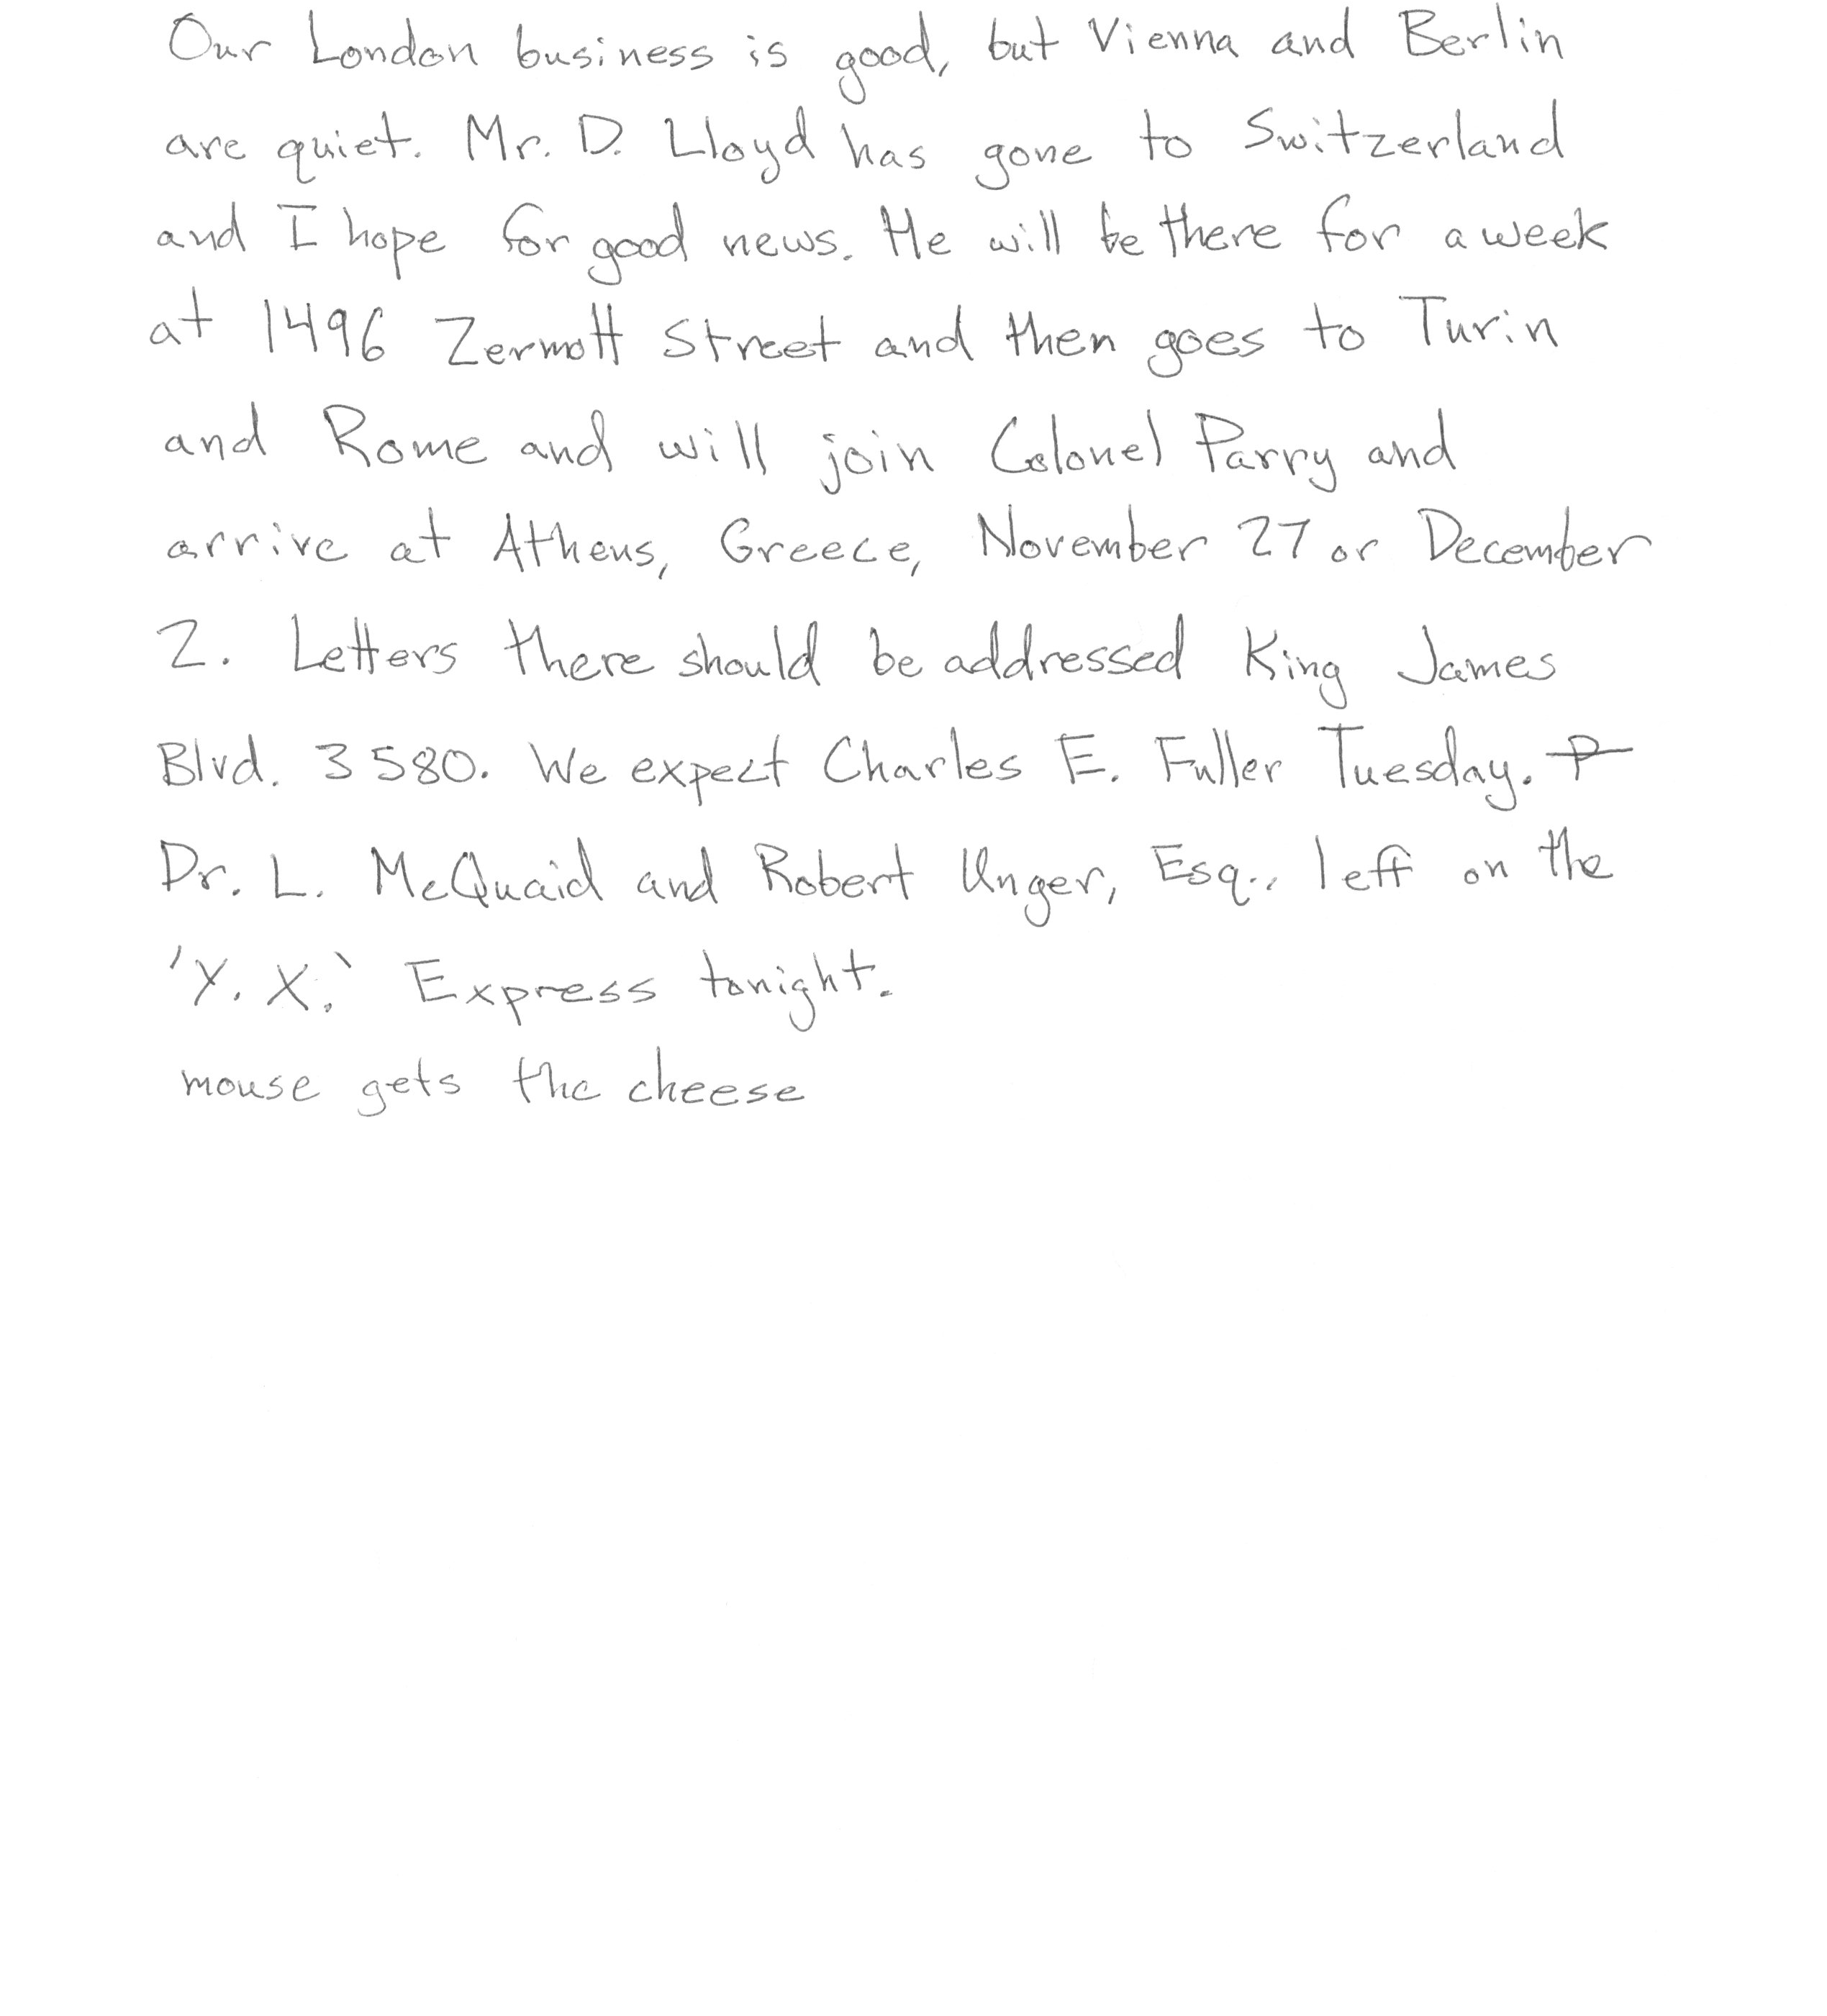 Our London business is good, but Vienna and Berlin
are quiet. Mr. D. Lloyd has gone to Switzerland
and I hope for good news. He will be there for a week
at 1496 Zermott Street and then goes to Turin
and Rome and will join Colonel Parry and
arrive at Athens, Greece, November 27 or December
2. Letters there should be addressed King James
Blvd. 3580. We expect Charles E. Fuller Tuesday.
Dr. L. McQuaid and Robert Unger, Esq., left on the
'Y. X.' Express tonight.
mouse gets the cheese